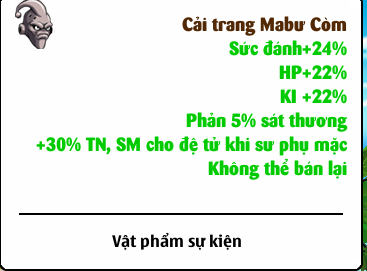 Cải trang Mabư Còm
Sức đánh+24%
HP+22%
KI +22%
Phản 5% sát thương
+30% TN, SM cho đệ tử khi sư phụ mặc
Không thể bán lại
Vật phẩm sự kiện